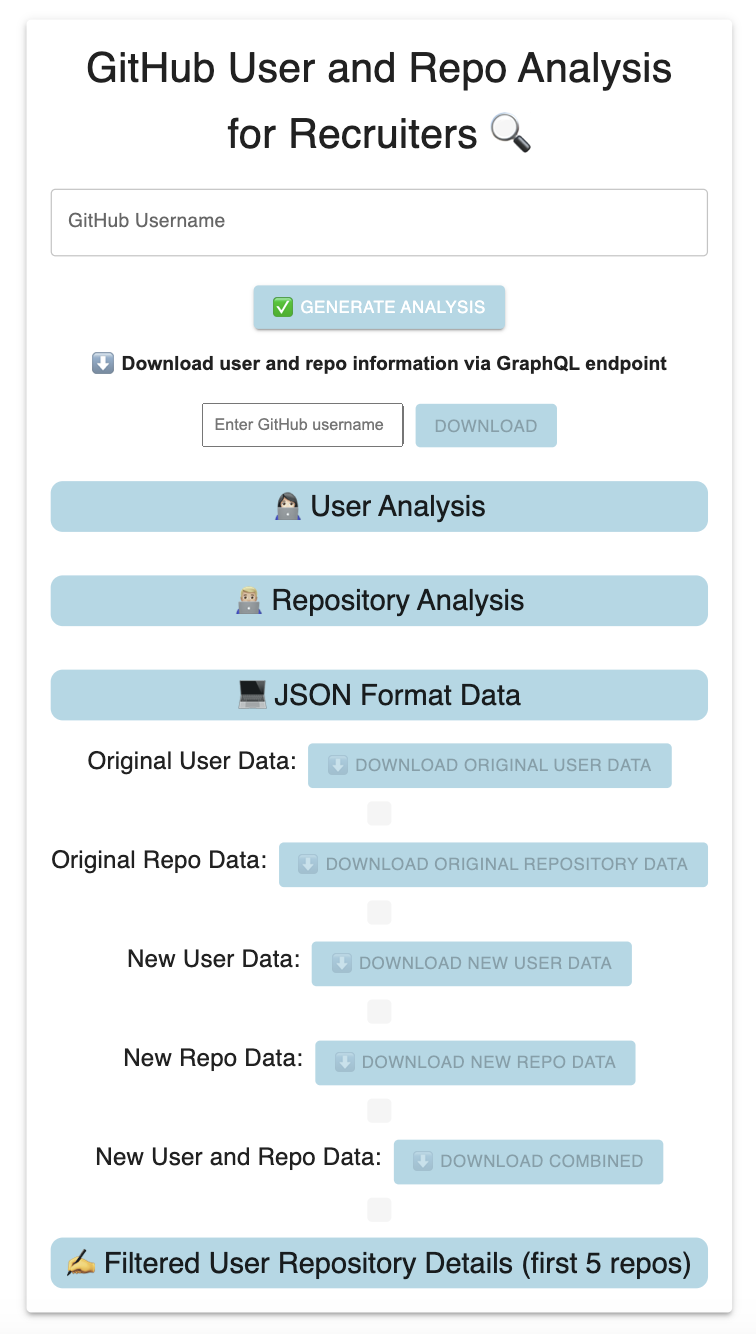 GitHub User and Repo Analysis
for Recruiters 🔍
GitHub Username
✅ GENERATE ANALYSIS
⬇️ Download user and repo information via GraphQL endpoint
Enter GitHub username DOWNLOAD
👩🏻‍💻 User Analysis
👨🏼‍💻 Repository Analysis
💻 JSON Format Data
Original User Data: ⬇️ DOWNLOAD ORIGINAL USER DATA
Original Repo Data: ⬇️ DOWNLOAD ORIGINAL REPOSITORY DATA
New User Data: ⬇️ DOWNLOAD NEW USER DATA
New Repo Data: ⬇️ DOWNLOAD NEW REPO DATA
New User and Repo Data: ⬇️ DOWNLOAD COMBINED
✍️ Filtered User Repository Details (first 5 repos)